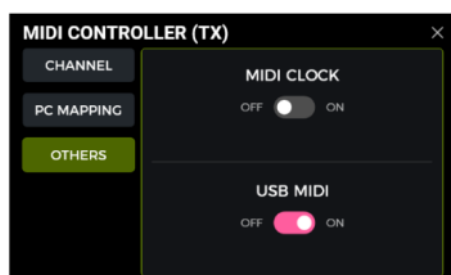 MIDI CONTROLLER (TX)
CHANNEL
PC MAPPING
OTHERS
MIDI CLOCK
OFF ON
USB MIDI
OFF ON